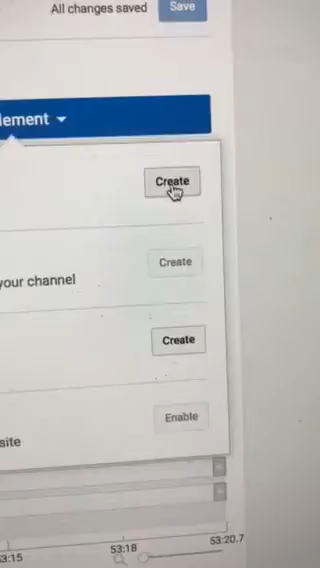 All changes saved
Save
lement
Create
Create
your channel
Create
Enable
site
53:15
53:18
53:20.7